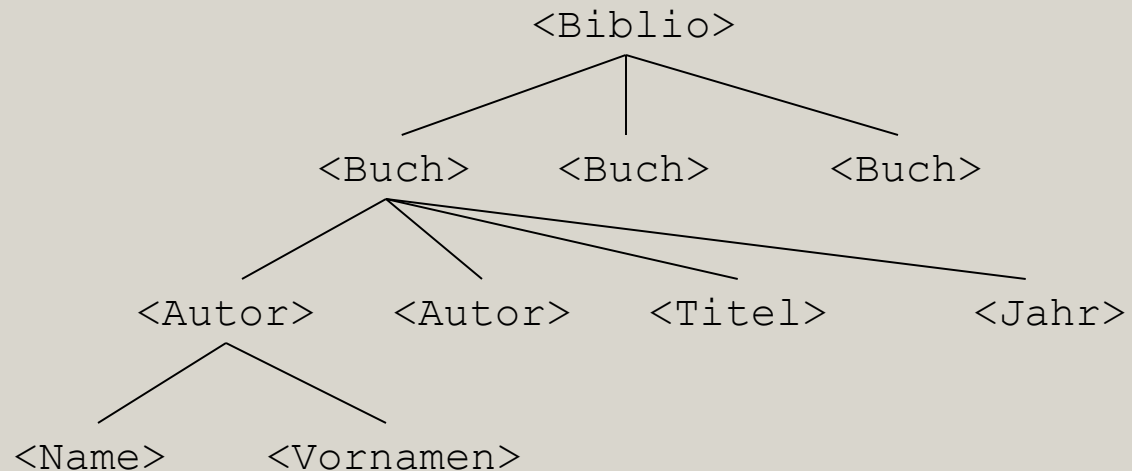 <Biblio>
<Buch> <Buch> <Buch>
<Autor> <Autor> <Titel> <Jahr>
<Name> <Vornamen>